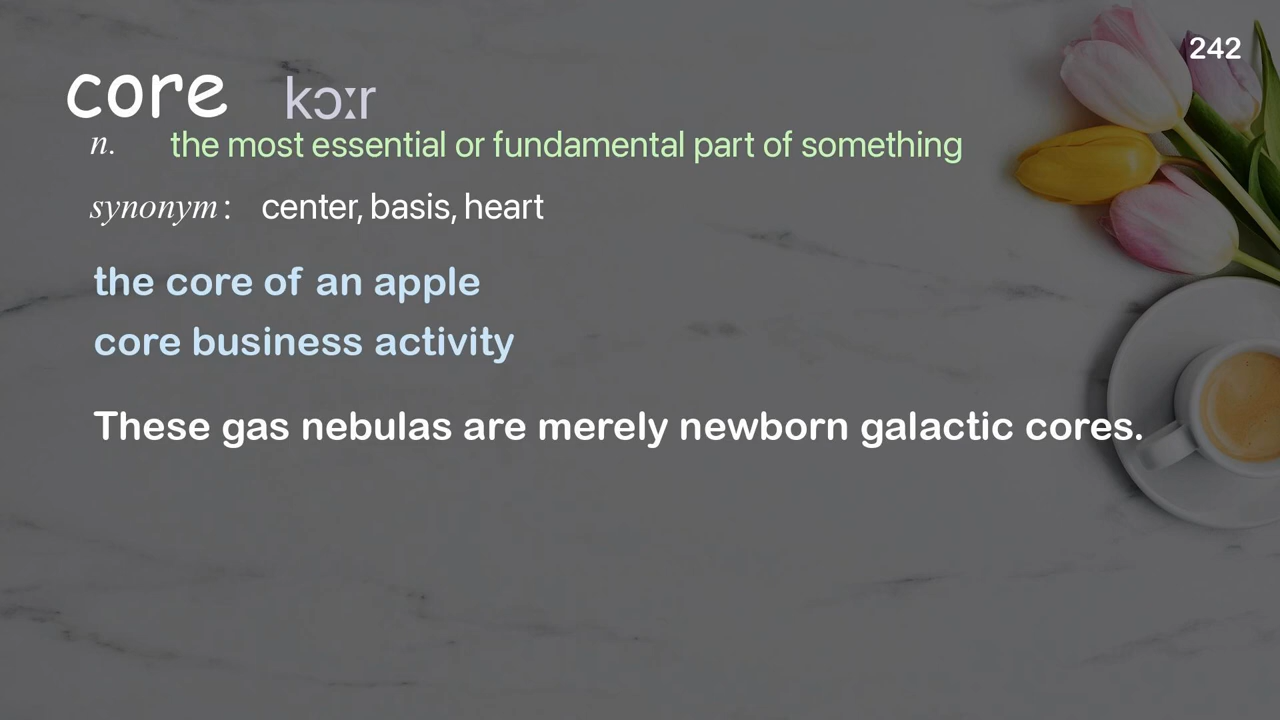 242
core kɔːr
n. the most essential or fundamental part of something
synonym: center, basis, heart
the core of an apple
core business activity
These gas nebulas are merely newborn galactic cores.